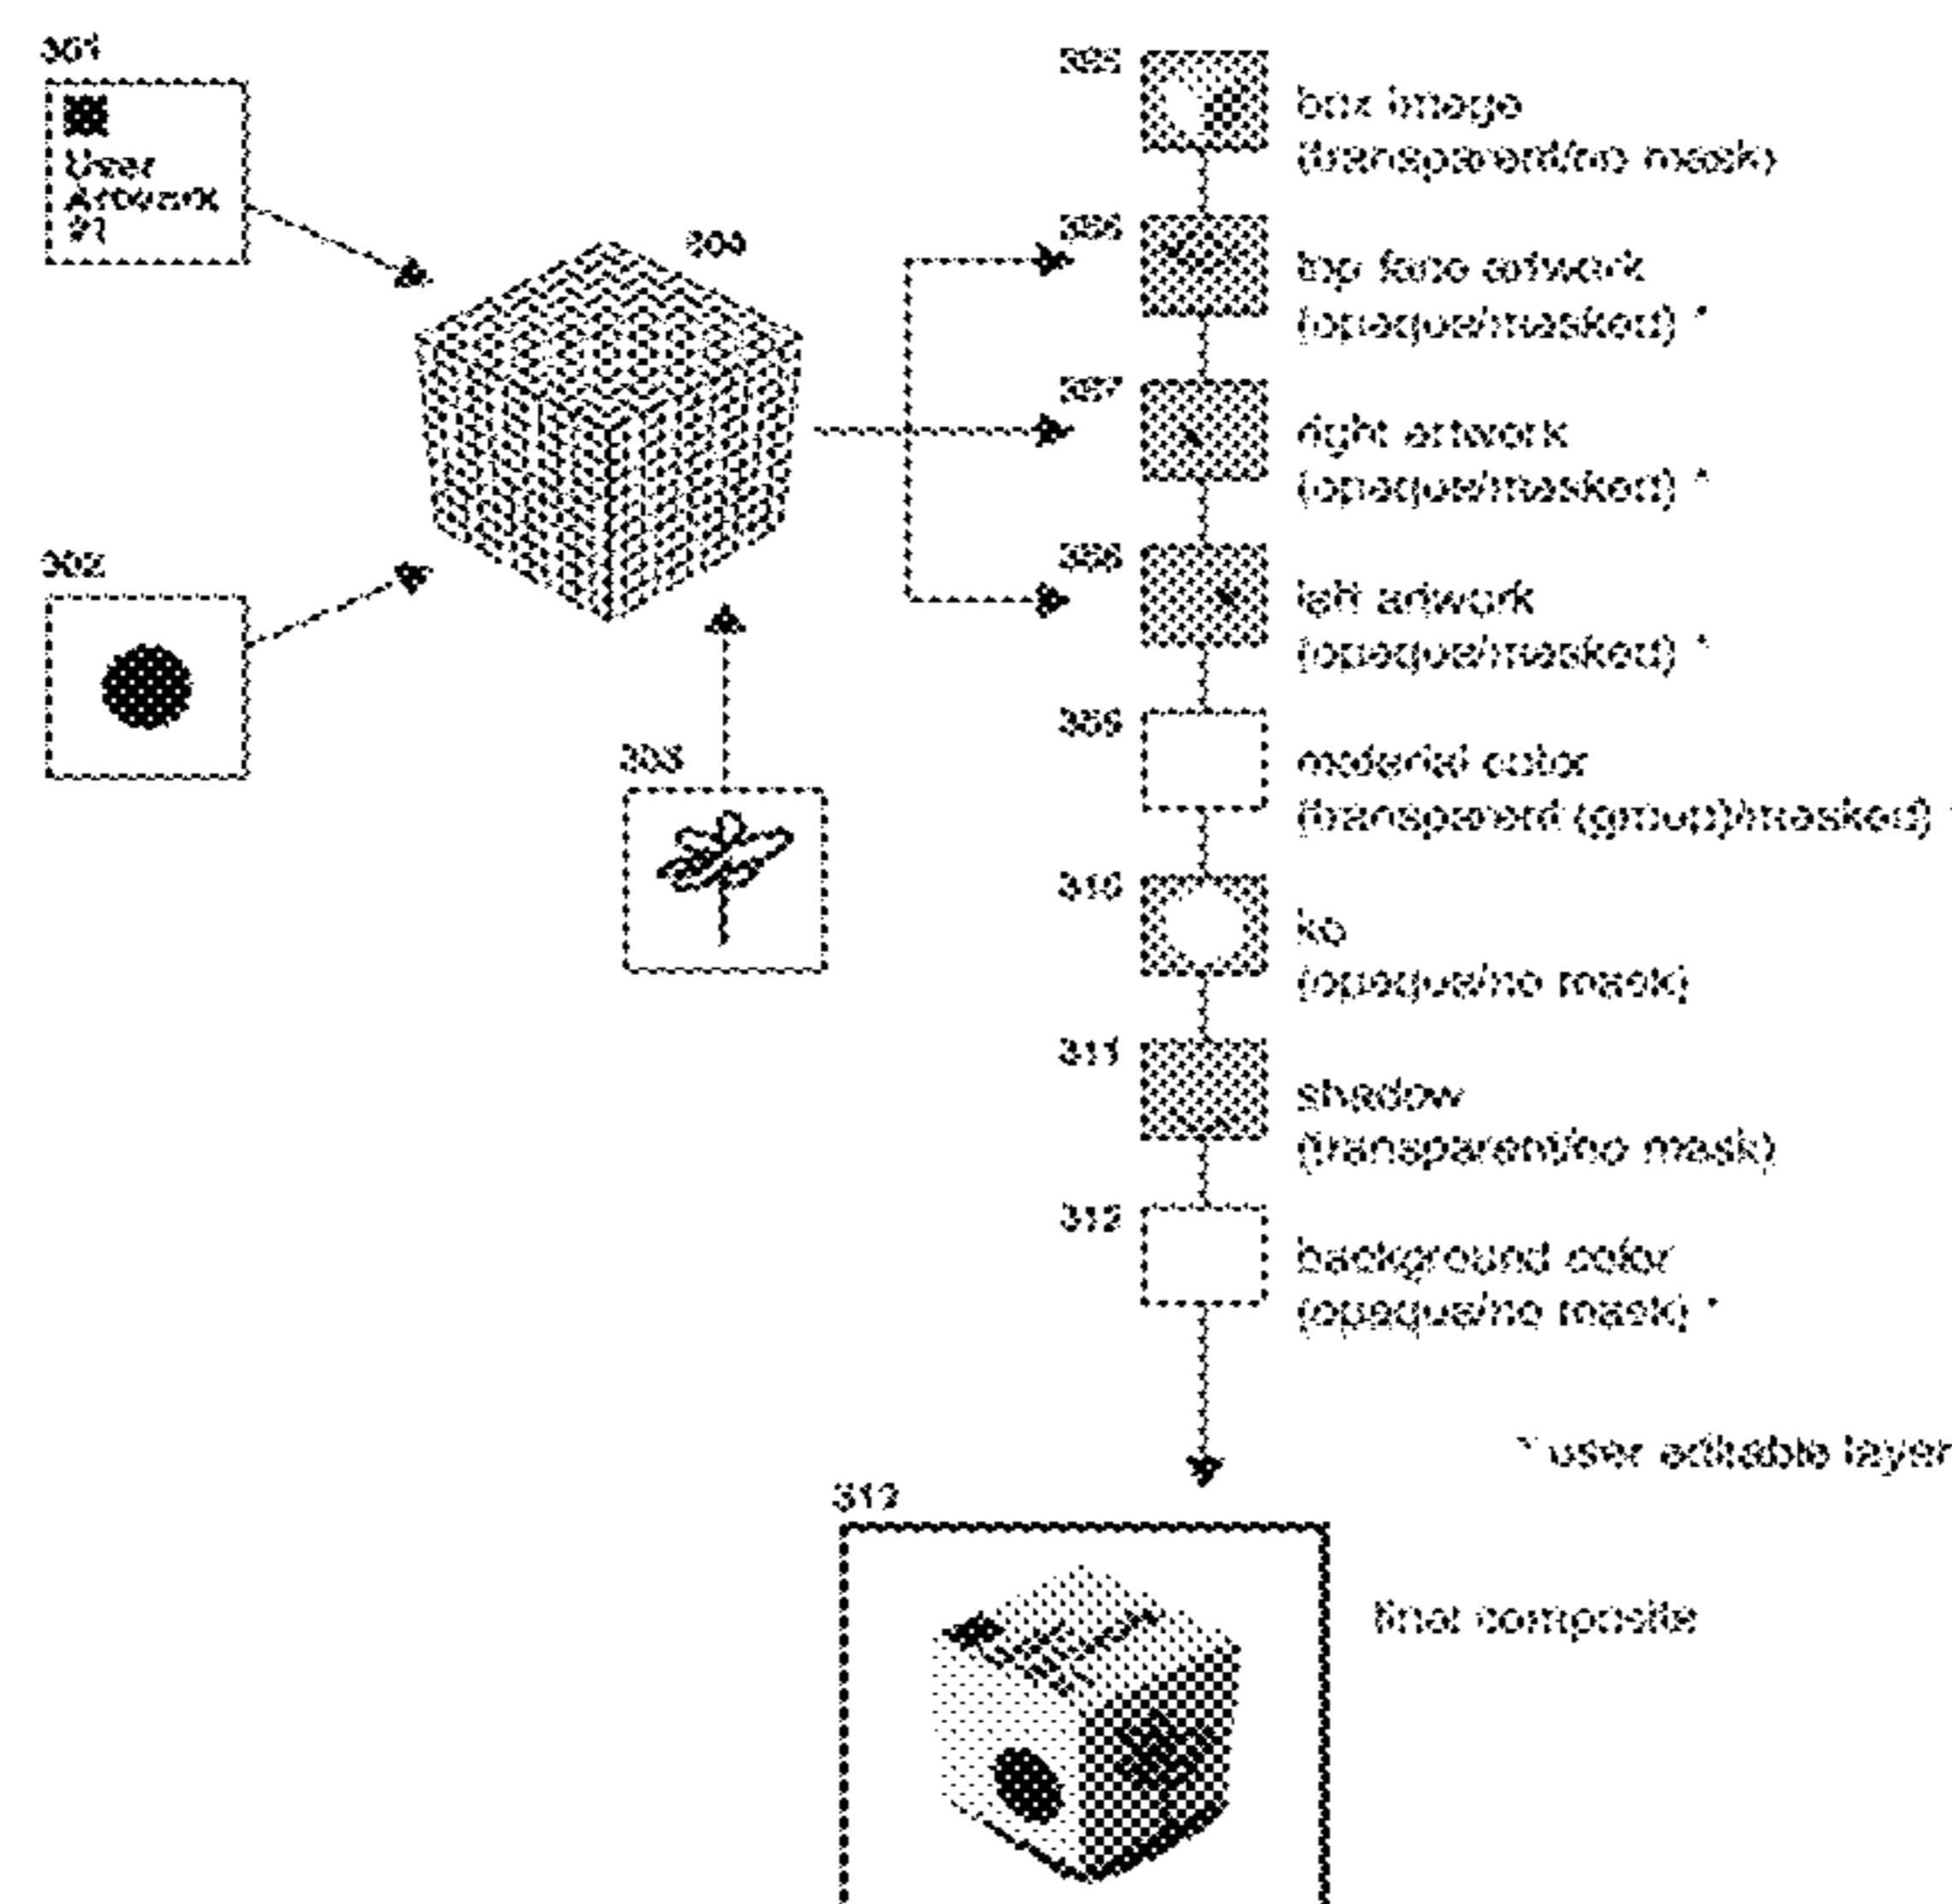 301
User
Artwork
#1
302
303
304
305
box image
(transparent/no mask)
306
top face artwork
(opaque/masked) *
307
right artwork
(opaque/masked) *
308
left artwork
(opaque/masked) *
309
material color
(transparent (group)/masked) *
310
ko
(opaque/no mask)
311
shadow
(transparent/no mask)
312
background color
(opaque/no mask) *
* user editable layer
313
final composite